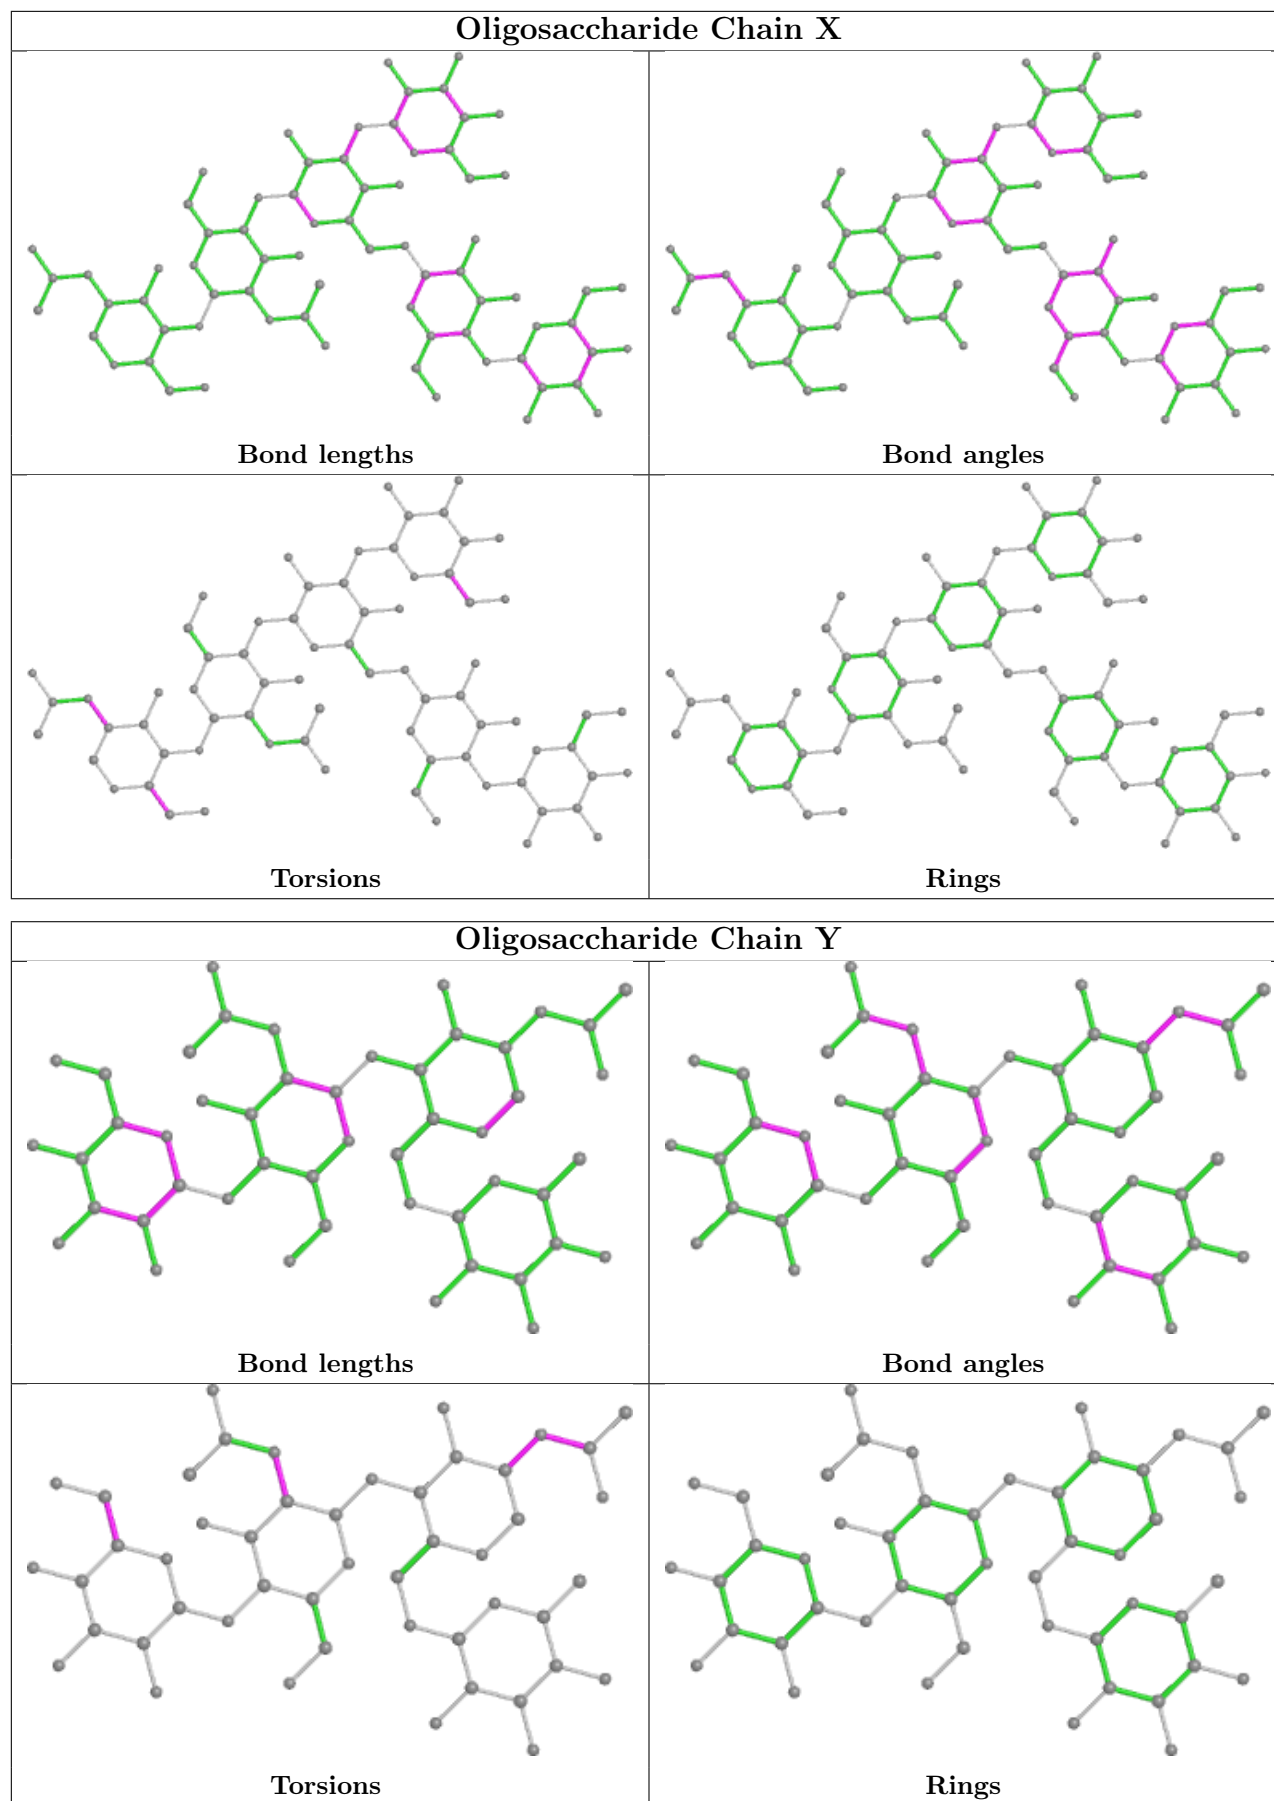 Oligosaccharide Chain X
Bond lengths
Bond angles
Torsions
Rings
Oligosaccharide Chain Y
Bond lengths
Bond angles
Torsions
Rings